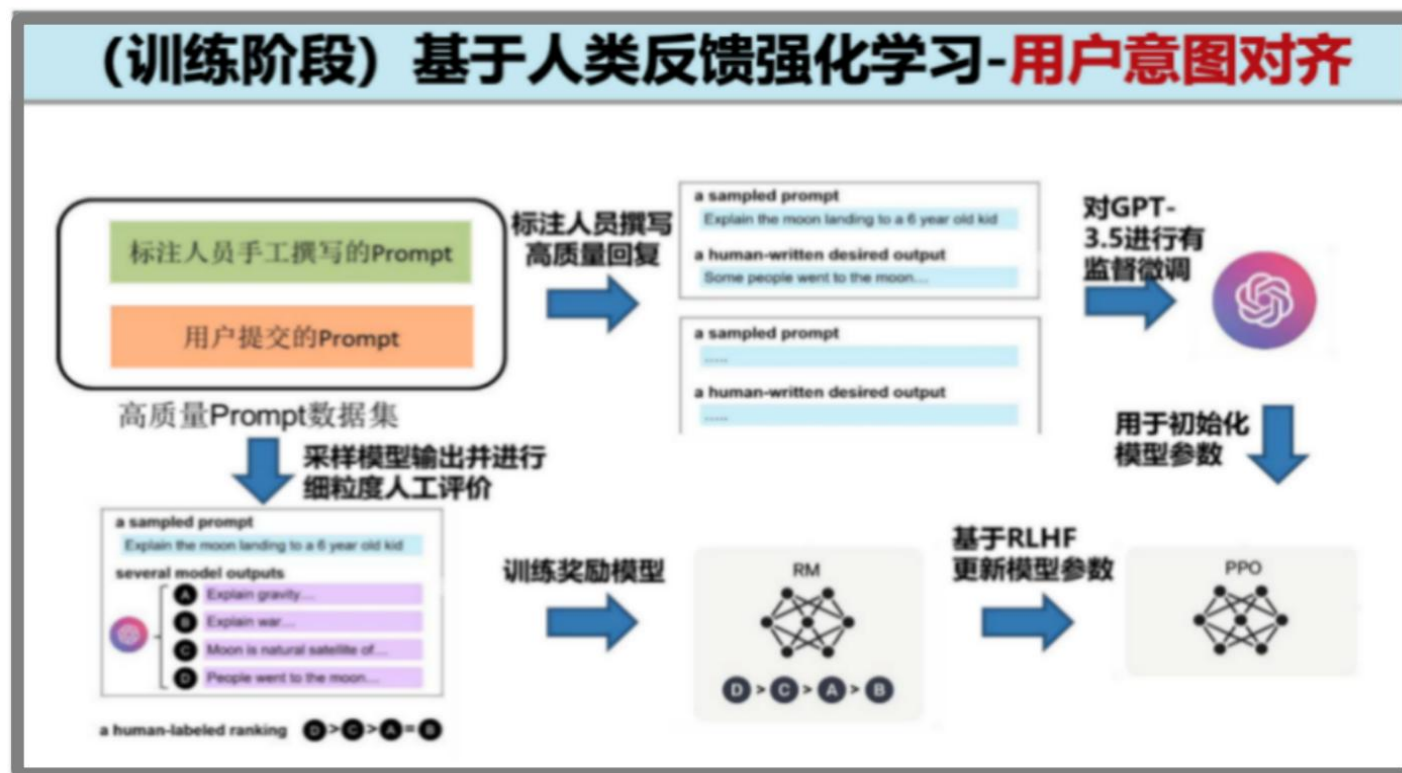 （训练阶段）基于人类反馈强化学习-用户意图对齐
标注人员手工撰写的Prompt
用户提交的Prompt
高质量Prompt数据集
标注人员撰写
高质量回复
a sampled prompt
Explain the moon landing to a 6 year old kid
a human-written desired output
Some people went to the moon....
a sampled prompt
.....
a human-written desired output
.....
对GPT-
3.5进行有
监督微调
用于初始化
模型参数
采样模型输出并进行
细粒度人工评价
a sampled prompt
Explain the moon landing to a 6 year old kid
several model outputs
A Explain gravity....
B Explain war....
C Moon is natural satellite of....
D People went to the moon....
a human-labeled ranking D>C>A=B
训练奖励模型
RM
D>C>A>B
基于RLHF
更新模型参数
PPO